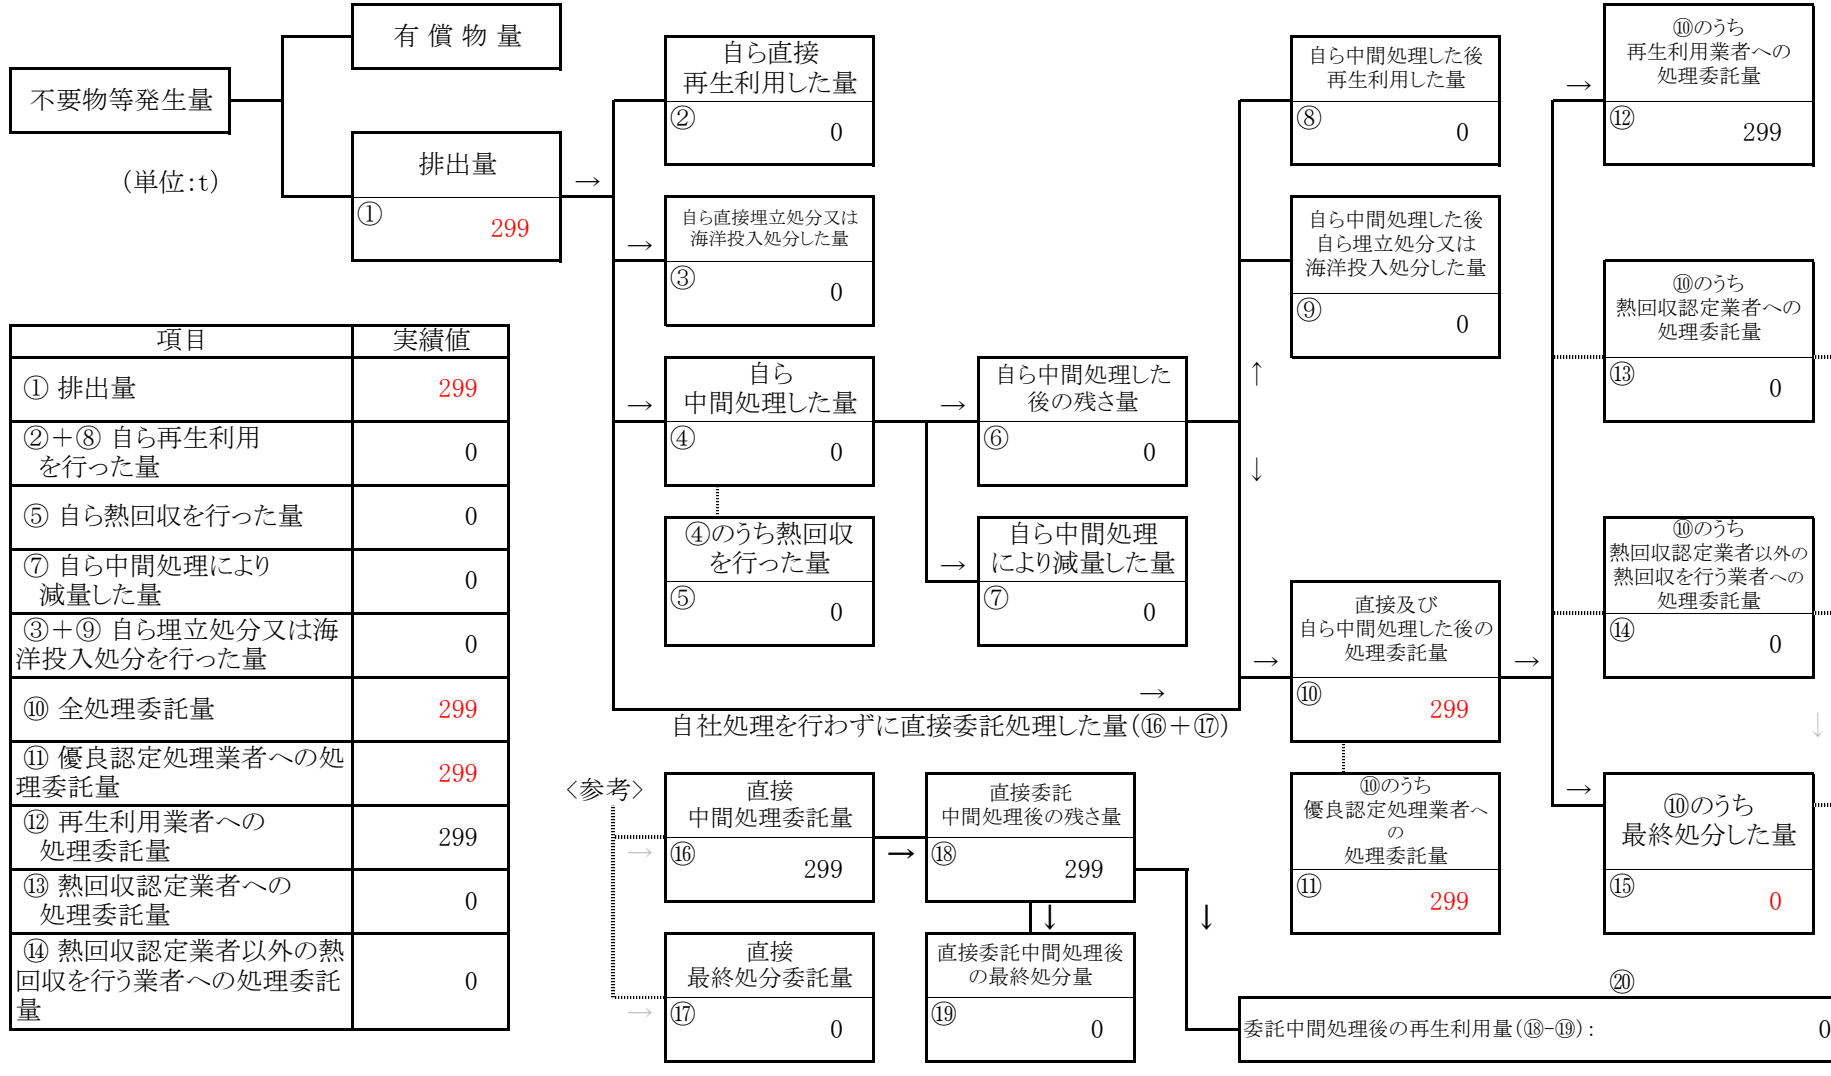 有償物量
不要物等発生量
(単位:t)
排出量
①
299
→
自ら直接
再生利用した量
②
0
→
自ら直接埋立処分又は
海洋投入処分した量
③
0
→
自ら
中間処理した量
④
0
④のうち熱回収
を行った量
⑤
0
→
自ら中間処理した
後の残さ量
⑥
0
→
自ら中間処理
により減量した量
⑦
0
自ら中間処理した後
再生利用した量
⑧
0
自ら中間処理した後
自ら埋立処分又は
海洋投入処分した量
⑨
0
↑
↓
→
直接及び
自ら中間処理した後の
処理委託量
⑩
299
→
自社処理を行わずに直接委託処理した量(⑯+⑰)
→
⑩のうち
優良認定処理業者へ
の
処理委託量
⑪
299
→
⑩のうち
再生利用業者への
処理委託量
⑫
299
⑩のうち
熱回収認定業者への
処理委託量
⑬
0
⑩のうち
熱回収認定業者以外の
熱回収を行う業者への
処理委託量
⑭
0
↓
→
⑩のうち
最終処分した量
⑮
0
項目 実績値
① 排出量 299
②+⑧ 自ら再生利用
を行った量 0
⑤ 自ら熱回収を行った量 0
⑦ 自ら中間処理により
減量した量 0
③+⑨ 自ら埋立処分又は海
洋投入処分を行った量 0
⑩ 全処理委託量 299
⑪ 優良認定処理業者への処
理委託量 299
⑫ 再生利用業者への
処理委託量 299
⑬ 熱回収認定業者への
処理委託量 0
⑭ 熱回収認定業者以外の熱
回収を行う業者への処理委託
量 0
<参考>
→
直接
中間処理委託量
⑯
299
→
直接委託
中間処理後の残さ量
⑱
299
↓
↓
→
直接
最終処分委託量
⑰
0
直接委託中間処理後
の最終処分量
⑲
0
⑳
委託中間処理後の再生利用量(⑱-⑲): 0